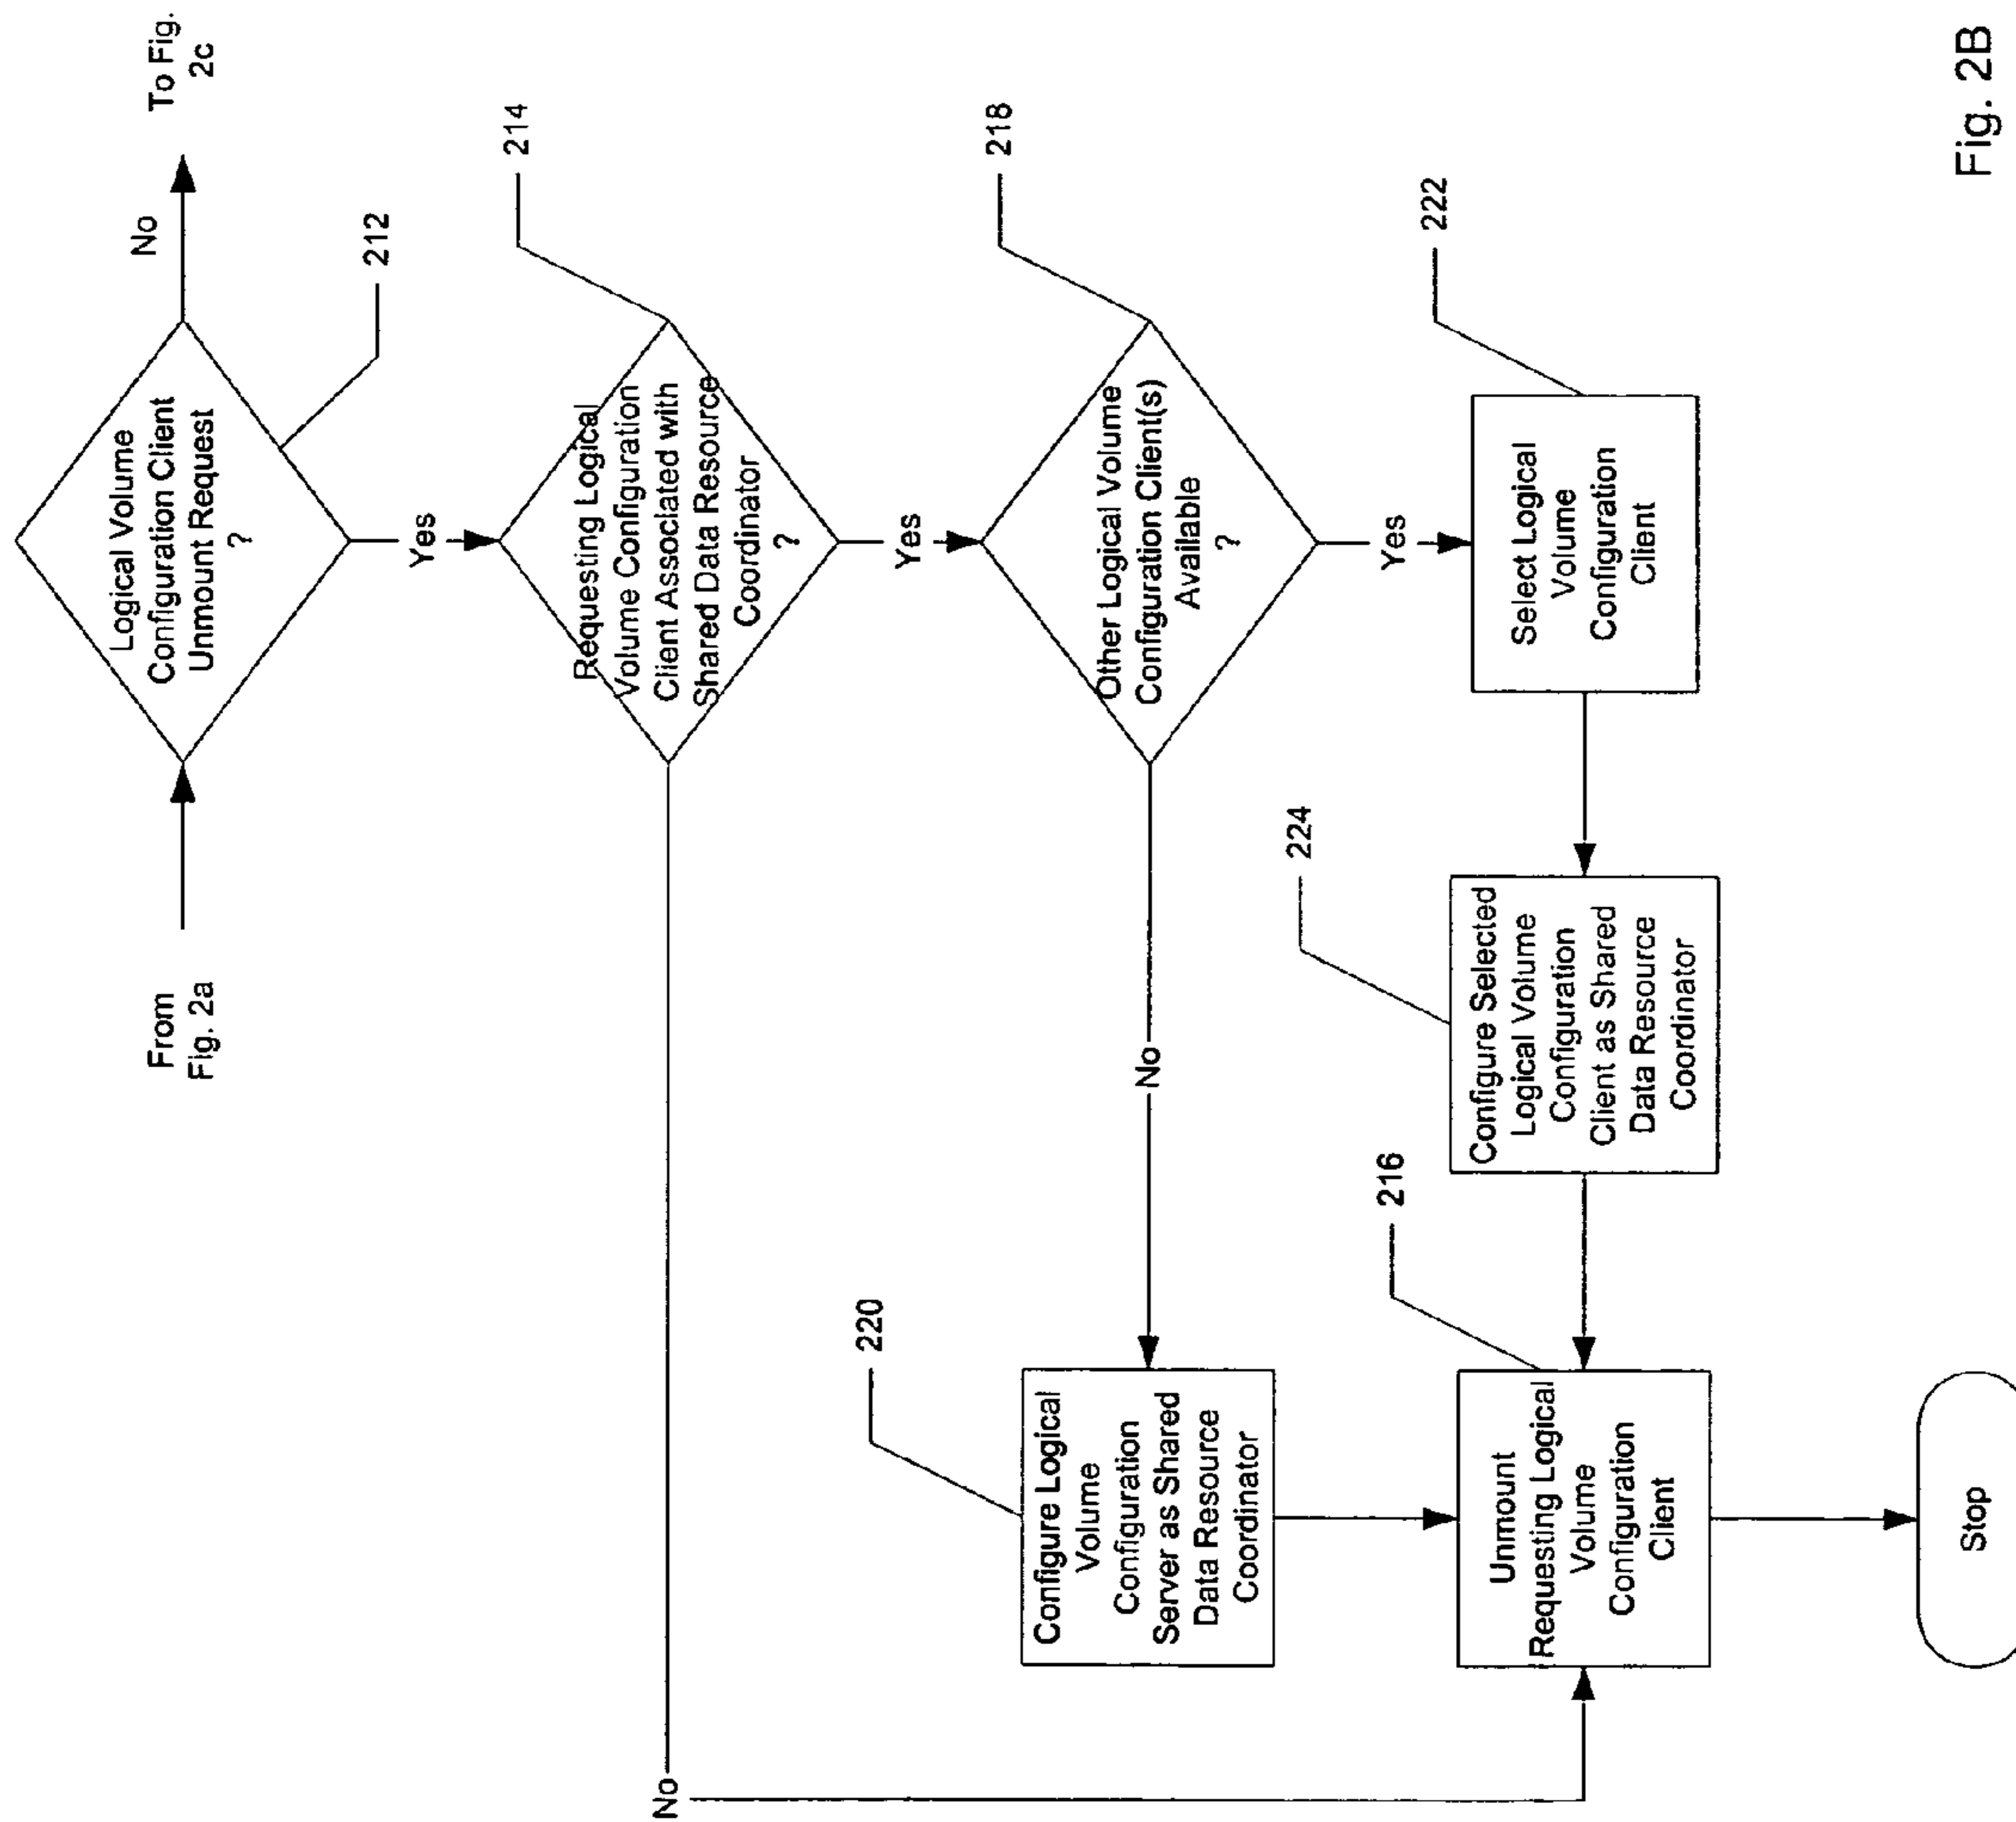 From
Fig. 2a
Logical Volume
Configuration Client
Unmount Request
?
No
To Fig.
2c
212
Yes
Requesting Logical
Volume Configuration
Client Associated with
Shared Data Resource
Coordinator
?
214
No
Yes
Other Logical Volume
Configuration Client(s)
Available
?
218
No
Yes
220
Configure Logical
Volume
Configuration
Server as Shared
Data Resource
Coordinator
224
Configure Selected
Logical Volume
Configuration
Client as Shared
Data Resource
Coordinator
222
Select Logical
Volume
Configuration
Client
216
Unmount
Requesting Logical
Volume
Configuration
Client
Stop
Fig. 2B